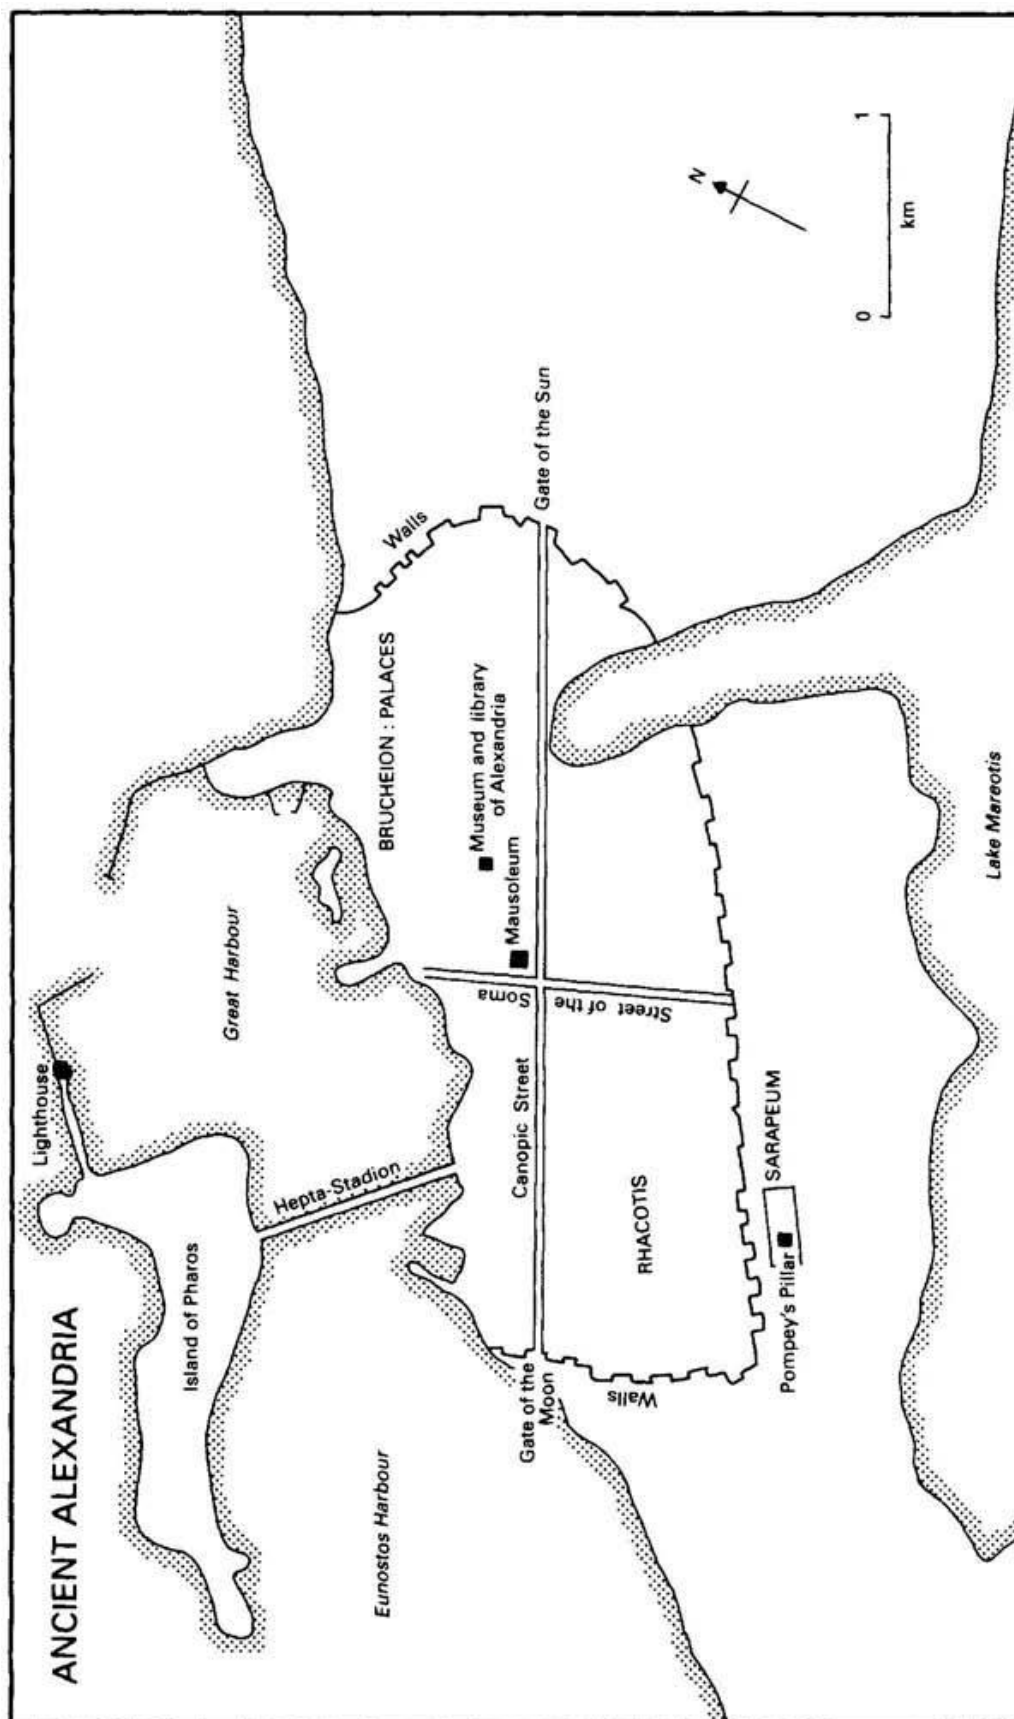 ANCIENT ALEXANDRIA
Lighthouse
Island of Pharos
Great Harbour
Hepta-Stadion
Eunostos Harbour
BRUCHEION : PALACES
Walls
Museum and library
of Alexandria
Mausoleum
Gate of the Sun
Canopic Street
Street of the Soma
Gate of the
Moon
RHACOTIS
Walls
SARAPEUM
Pompey's Pillar
Lake Mareotis
N
0 1
km